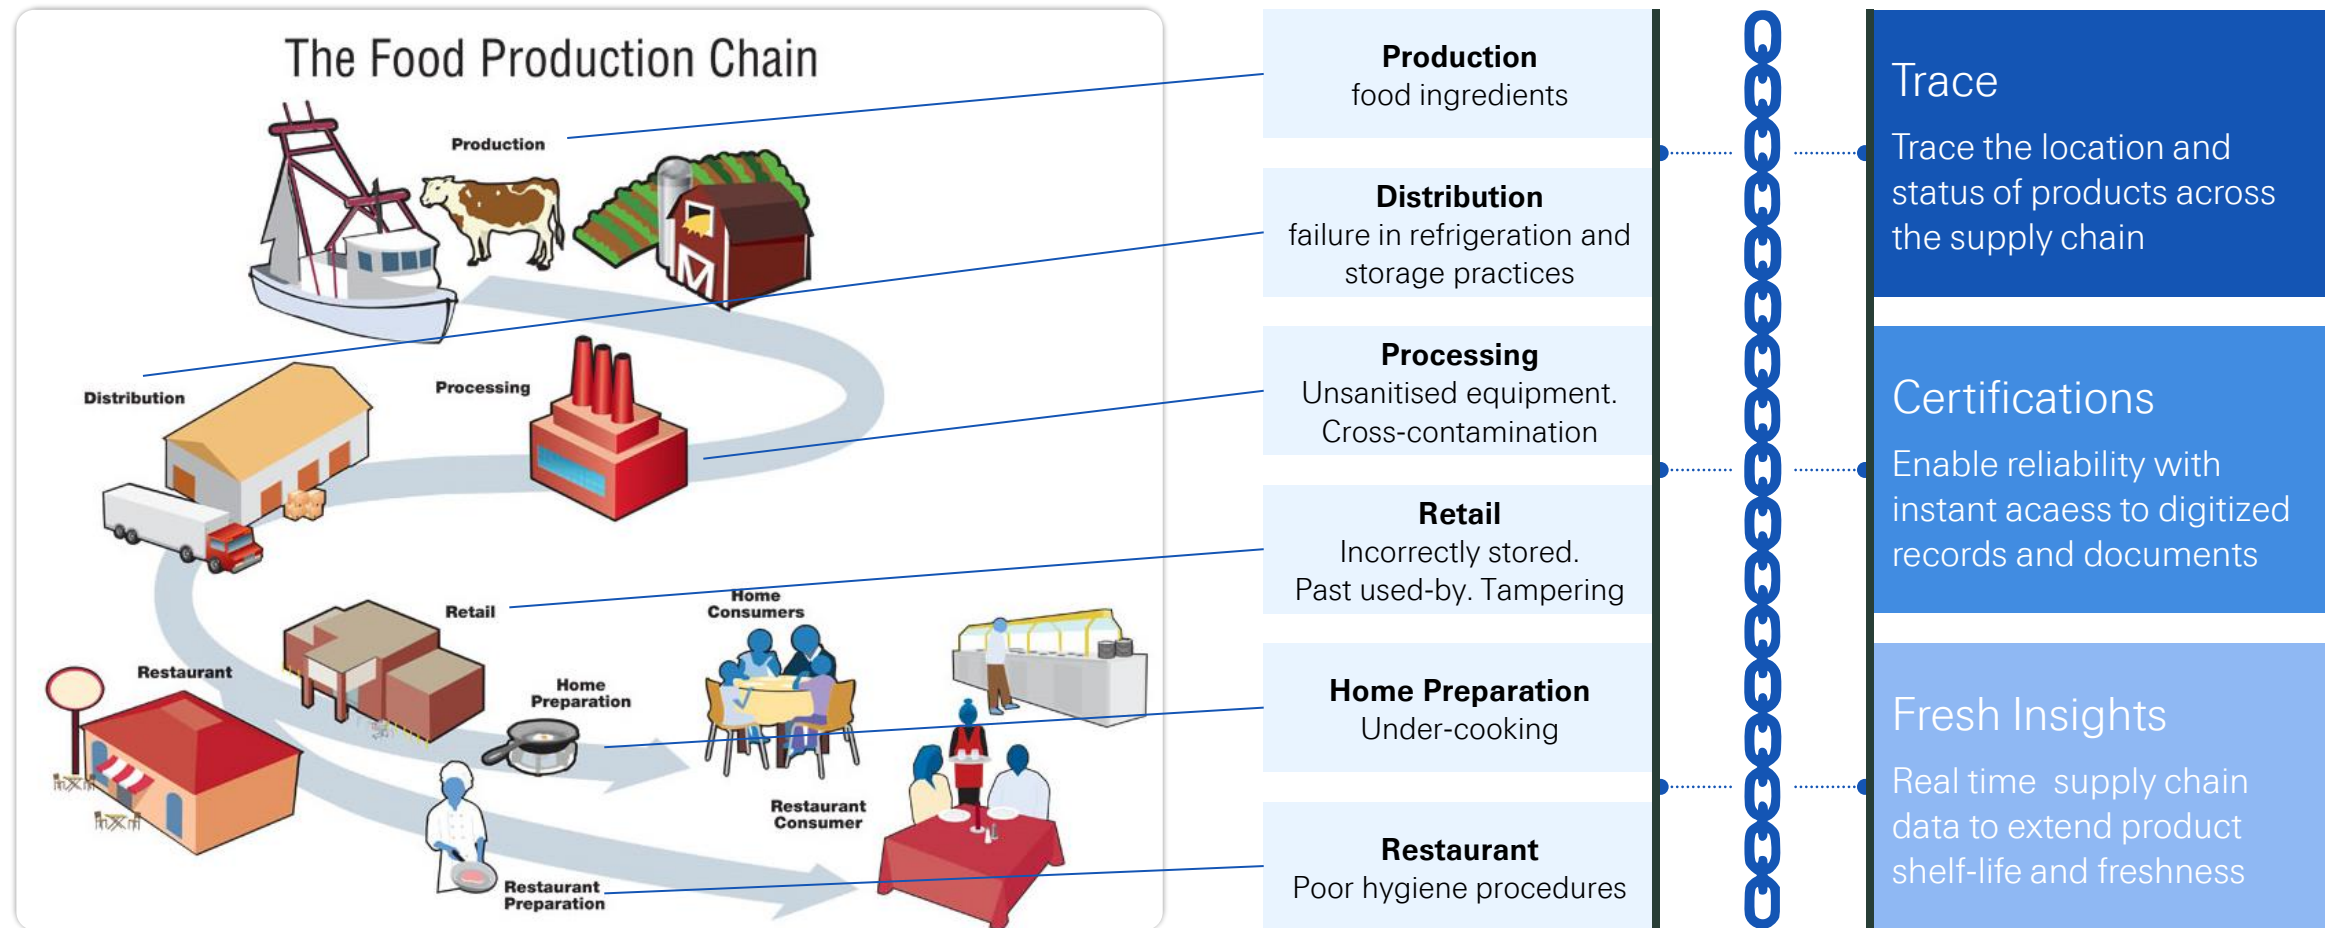 The Food Production Chain
Production
Distribution
Processing
Retail
Home
Consumers
Restaurant
Home
Preparation
Restaurant
Consumer
Restaurant
Preparation
Production
food ingredients
Distribution
failure in refrigeration and
storage practices
Processing
Unsanitised equipment.
Cross-contamination
Retail
Incorrectly stored.
Past used-by. Tampering
Home Preparation
Under-cooking
Restaurant
Poor hygiene procedures
Trace
Trace the location and
status of products across
the supply chain
Certifications
Enable reliability with
instant acaess to digitized
records and documents
Fresh Insights
Real time  supply chain
data to extend product
shelf-life and freshness